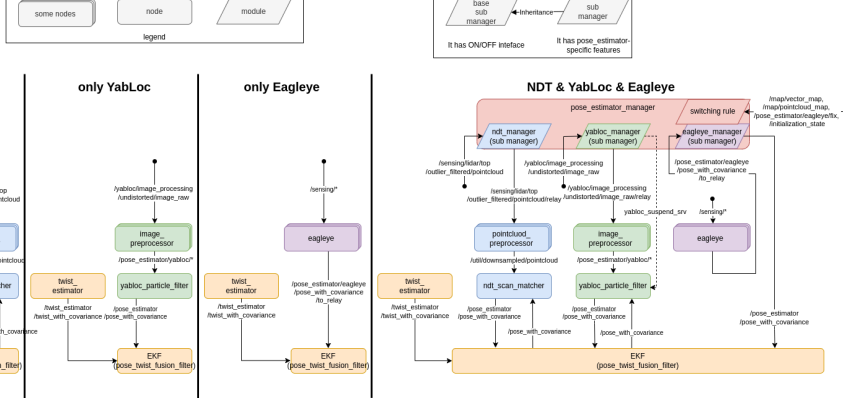 some nodes
node
module
legend
base
sub
manager
Inheritance
sub
manager
It has ON/OFF inteface
It has pose_estimator-
specific features
only YabLoc
only Eagleye
NDT & YabLoc & Eagleye
pose_estimator_manager
switching rule
/map/vector_map,
/map/pointcloud_map,
/pose_estimator/eagleye/fix,
/initialization_state
ndt_manager
(sub manager)
yabloc_manager
(sub manager)
eagleye_manager
(sub manager)
/yabloc/image_processing
/undistorted/image_raw
/sensing/*
/sensing/lidar/top
/outlier_filtered/pointcloud
/yabloc/image_processing
/undistorted/image_raw
/pose_estimator/eagleye
/pose_with_covariance
/to_relay
/sensing/lidar/top
/outlier_filtered/pointcloud/relay
/yabloc/image_processing
/undistorted/image_raw/relay
yabloc_suspend_srv
/sensing/*
image_
preprocessor
eagleye
pointcluod_
preprocessor
image_
preprocessor
eagleye
/pose_estimator/yabloc/*
/util/downsampled/pointcloud
/pose_estimator/yabloc/*
twist_
estimator
yabloc_particle_filter
twist_
estimator
/pose_estimator/eagleye
/pose_with_covariance
/to_relay
twist_
estimator
ndt_scan_matcher
yabloc_particle_filter
/twist_estimator
/twist_with_covariance
/pose_estimator
/pose_with_covariance
/twist_estimator
/twist_with_covariance
/twist_estimator
/twist_with_covariance
/pose_estimator
/pose_with_covariance
/pose_with_covariance
/pose_estimator
/pose_with_covariance
/pose_with_covariance
/pose_estimator
/pose_with_covariance
EKF
(pose_twist_fusion_filter)
EKF
(pose_twist_fusion_filter)
EKF
(pose_twist_fusion_filter)